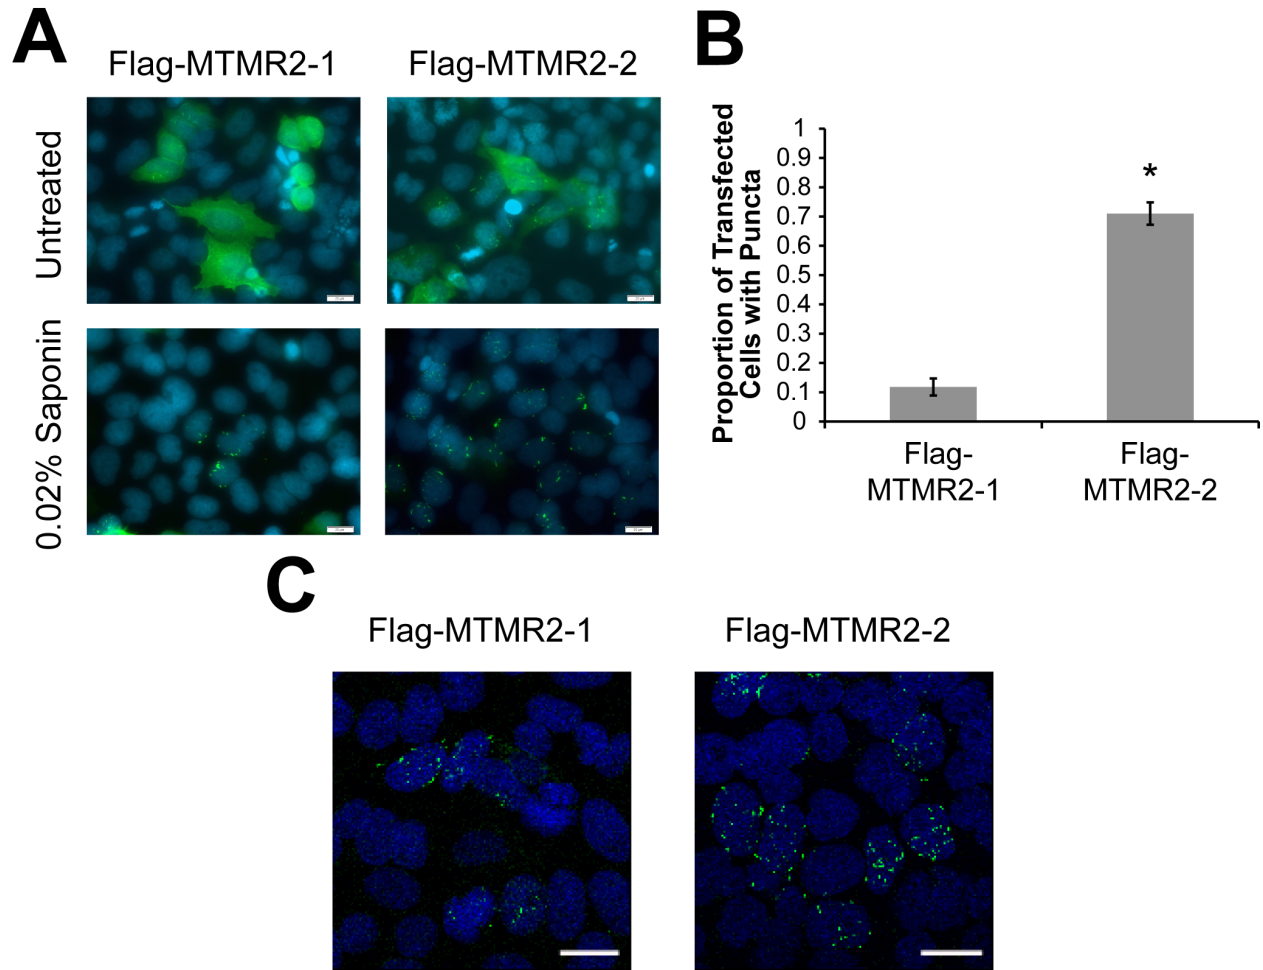 A
Flag-MTMR2-1
Flag-MTMR2-2
Untreated
0.02% Saponin
B
Proportion of Transfected
Cells with Puncta
1
0.9
0.8
0.7
0.6
0.5
0.4
0.3
0.2
0.1
0
*
Flag-
MTMR2-1
Flag-
MTMR2-2
C
Flag-MTMR2-1
Flag-MTMR2-2